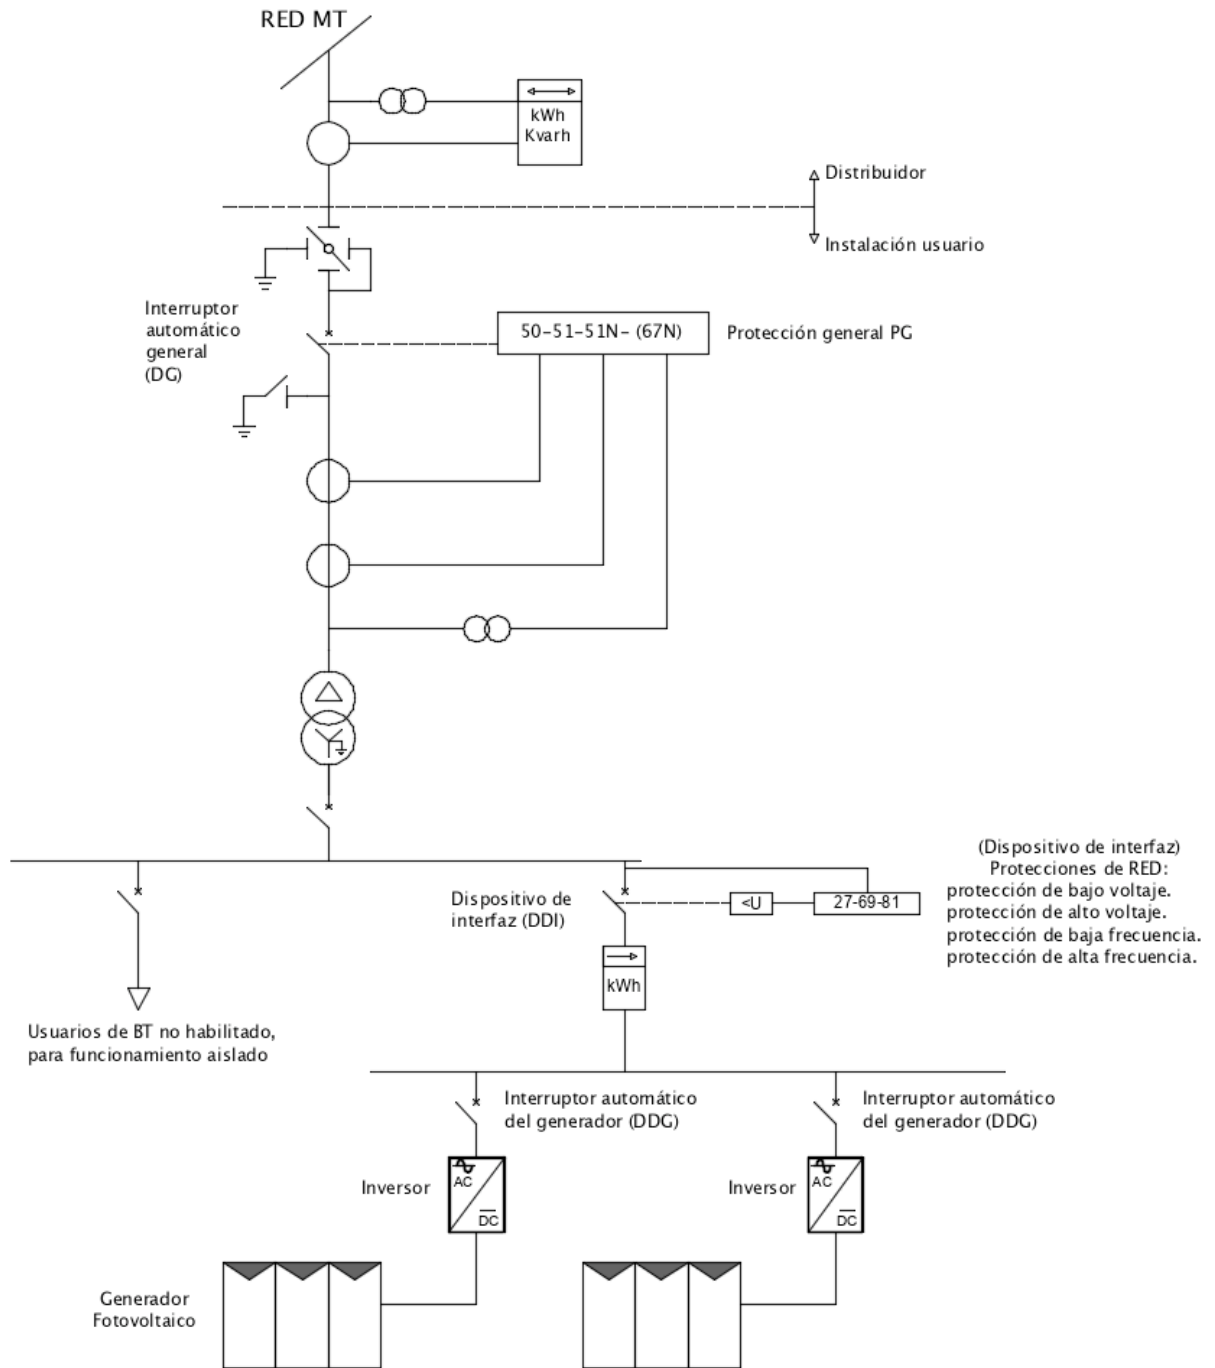 RED MT
kWh
Kvarh
Distribuidor
Instalación usuario
Interruptor
automático
general
(DG)
50-51-51N- (67N)
Protección general PG
(Dispositivo de interfaz)
Protecciones de RED:
protección de bajo voltaje.
protección de alto voltaje.
protección de baja frecuencia.
protección de alta frecuencia.
Dispositivo de
interfaz (DDI)
<U
27-69-81
kWh
Usuarios de BT no habilitado,
para funcionamiento aislado
Interruptor automático
del generador (DDG)
Interruptor automático
del generador (DDG)
Inversor
AC
DC
Inversor
AC
DC
Generador
Fotovoltaico